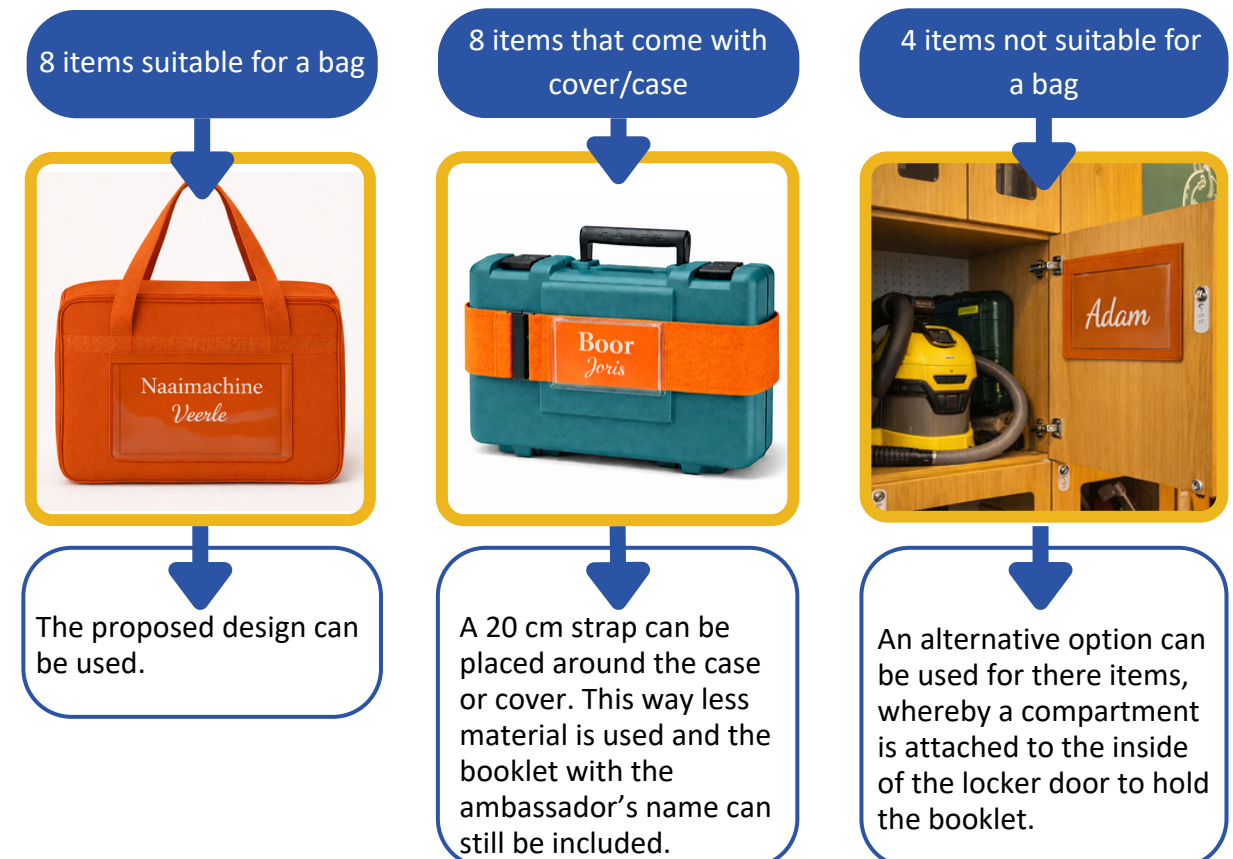 8 items suitable for a bag
8 items that come with
cover/case
4 items not suitable for
a bag
Naaimachine
Veerle
Boor
Joris
Adam
The proposed design can
be used.
A 20 cm strap can be
placed around the case
or cover. This way less
material is used and the
booklet with the
ambassador’s name can
still be included.
An alternative option can
be used for there items,
whereby a compartment
is attached to the inside
of the locker door to hold
the booklet.